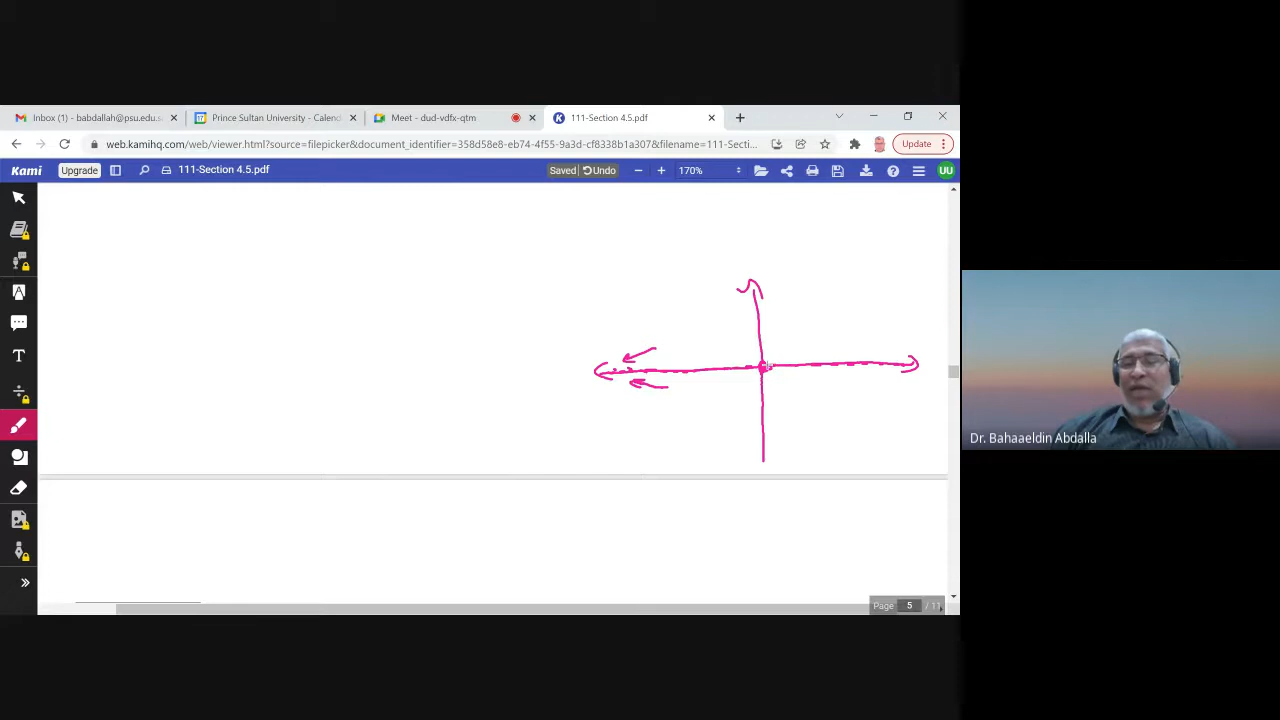 Inbox (1) - babdallah@psu.edu.s
Prince Sultan University - Calend
Meet - dud-vdfx-qtm
111-Section 4.5.pdf
web.kamihq.com/web/viewer.html?source=filepicker&document_identifier=358d58e8-eb74-4f55-9a3d-cf8338b1a307&filename=111-Secti...
Update
Kami
Upgrade
111-Section 4.5.pdf
Saved
Undo
170%
UU
Dr. Bahaaeldin Abdalla
Page 5 / 11